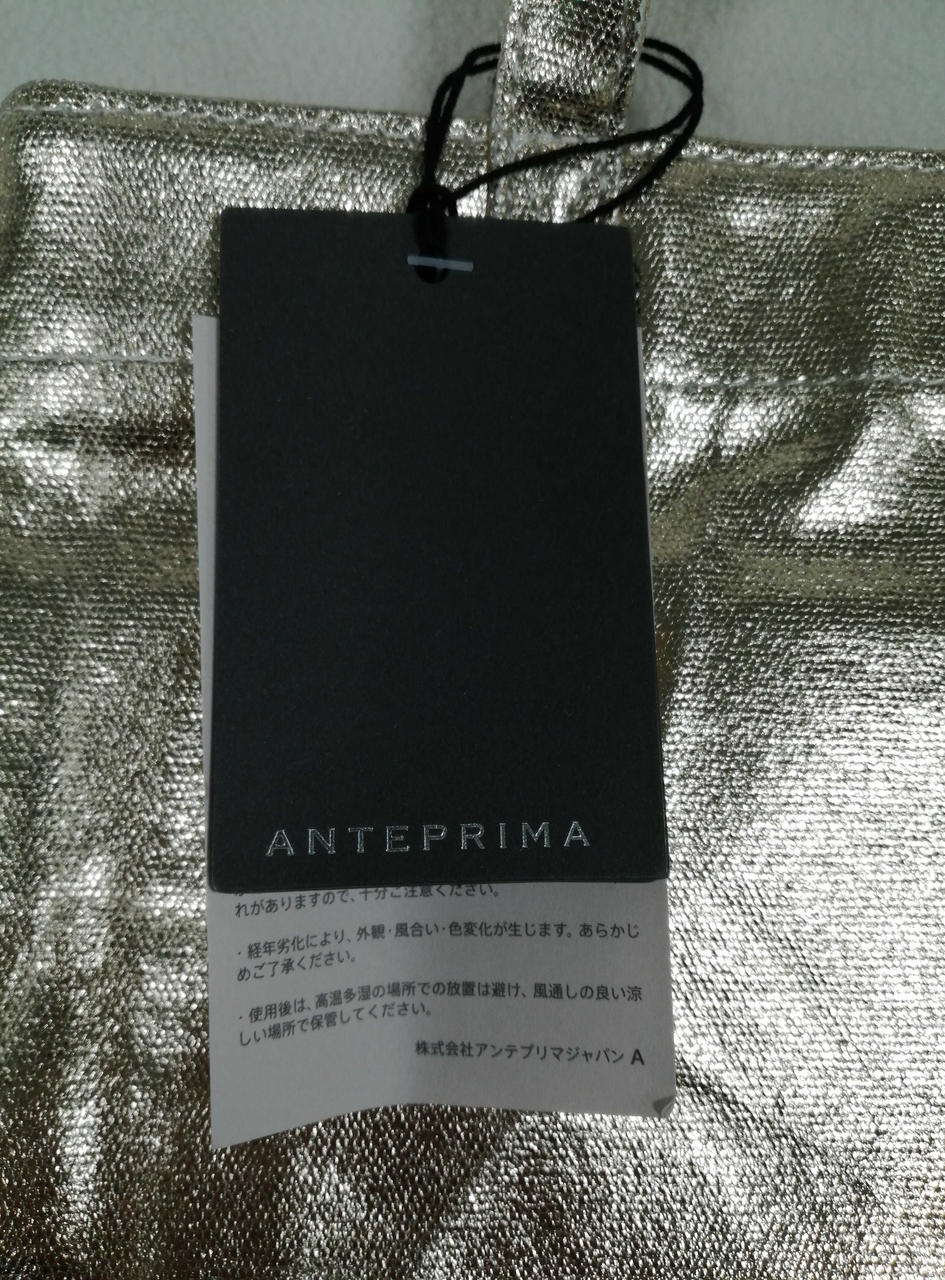 ANTEPRIMA
れがありますので、十分ご注意ください。
・経年劣化により、外観・風合い・色変化が生じます。あらかじ
めご了承ください。
・使用後は、高温多湿の場所での放置は避け、風通しの良い涼
しい場所で保管してください。
株式会社アンテプリマジャパン A